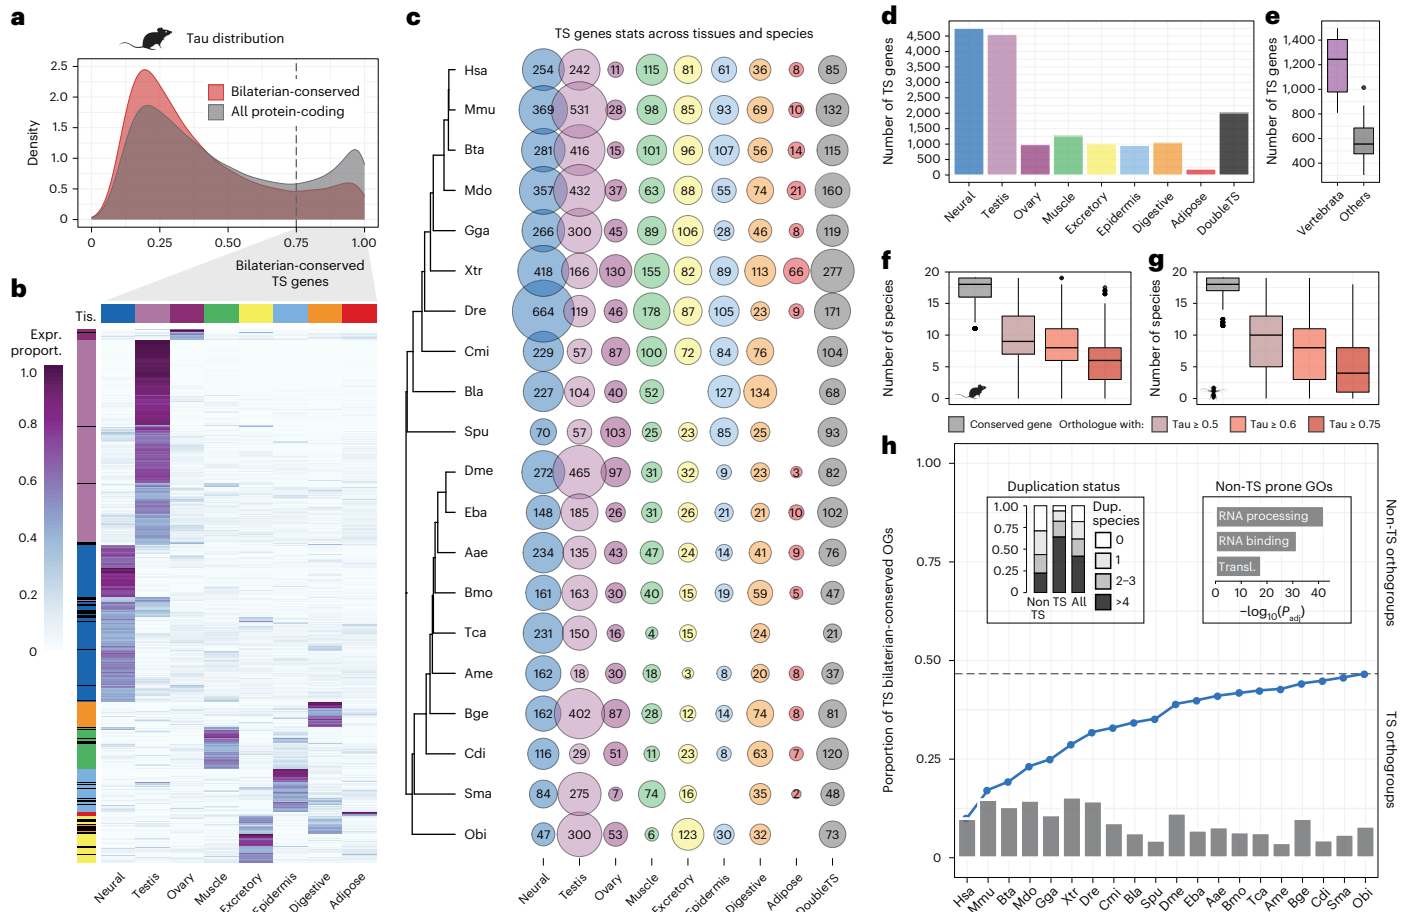 a
Tau distribution
2.5
2.0
1.5
1.0
0.5
0
Density
Bilaterian-conserved
All protein-coding
0 0.25 0.50 0.75 1.00
Bilaterian-conserved
TS genes
b
Tis.
Expr.
proport.
1.0
0.8
0.6
0.4
0.2
0
Neural Testis Ovary Muscle Excretory Epidermis Digestive Adipose
c
TS genes stats across tissues and species
Hsa 254 242 11 115 81 61 36 8 85
Mmu 369 531 28 98 85 93 69 10 132
Bta 281 416 15 101 96 107 56 14 115
Mdo 357 432 37 63 88 55 74 21 160
Gga 266 300 45 89 106 28 46 8 119
Xtr 418 166 130 155 82 89 113 66 277
Dre 664 119 46 178 87 105 23 9 171
Cmi 229 57 87 100 72 84 76 104
Bla 227 104 40 52 127 134 68
Spu 70 57 103 25 23 85 25 93
Dme 272 465 97 31 32 9 23 3 82
Eba 148 185 26 31 26 21 21 10 102
Aae 234 135 43 47 24 14 41 9 76
Bmo 161 163 30 40 15 19 59 5 47
Tca 231 150 16 4 15 24 21
Ame 162 18 30 18 3 8 20 8 37
Bge 162 402 87 28 12 14 74 8 81
Cdi 116 29 51 11 23 8 63 7 120
Sma 84 275 7 74 16 35 2 48
Obi 47 300 53 6 123 30 32 73
Neural Testis Ovary Muscle Excretory Epidermis Digestive Adipose DoubleTS
d
Number of TS genes
4,500
4,000
3,500
3,000
2,500
2,000
1,500
1,000
500
0
Neural Testis Ovary Muscle Excretory Epidermis Digestive Adipose DoubleTS
e
Number of TS genes
1,400
1,200
1,000
800
600
400
Vertebrata Others
f
Number of species
20
15
10
5
0
g
Number of species
20
15
10
5
0
Conserved gene Orthologue with: Tau ≥ 0.5 Tau ≥ 0.6 Tau ≥ 0.75
h
Proportion of TS bilaterian-conserved OGs
1.00
0.75
0.50
0.25
0
Duplication status
1.00
0.75
0.50
0.25
0
Non
TS
TS All
Dup.
species
0
1
2–3
>4
Non-TS prone GOs
RNA processing
RNA binding
Transl.
0 10 20 30 40
−log10(Padj)
Non-TS orthogroups
TS orthogroups
Hsa Mmu Bta Mdo Gga Xtr Dre Cmi Bla Spu Dme Eba Aae Bmo Tca Ame Bge Cdi Sma Obi